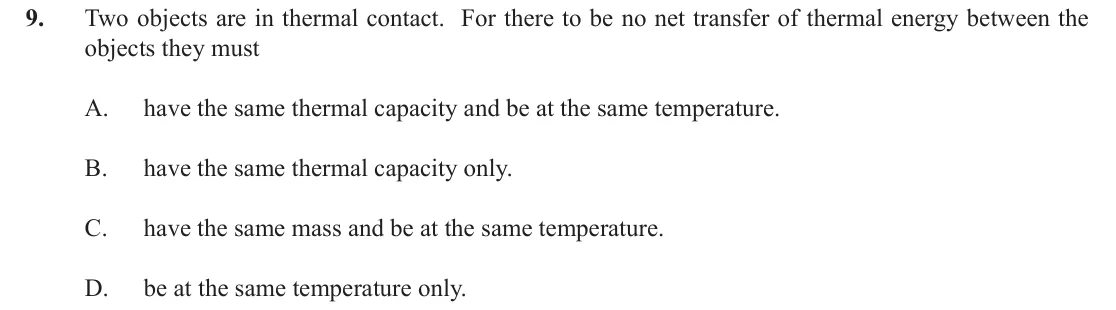 9. Two objects are in thermal contact. For there to be no net transfer of thermal energy between the
objects they must
A. have the same thermal capacity and be at the same temperature.
B. have the same thermal capacity only.
C. have the same mass and be at the same temperature.
D. be at the same temperature only.